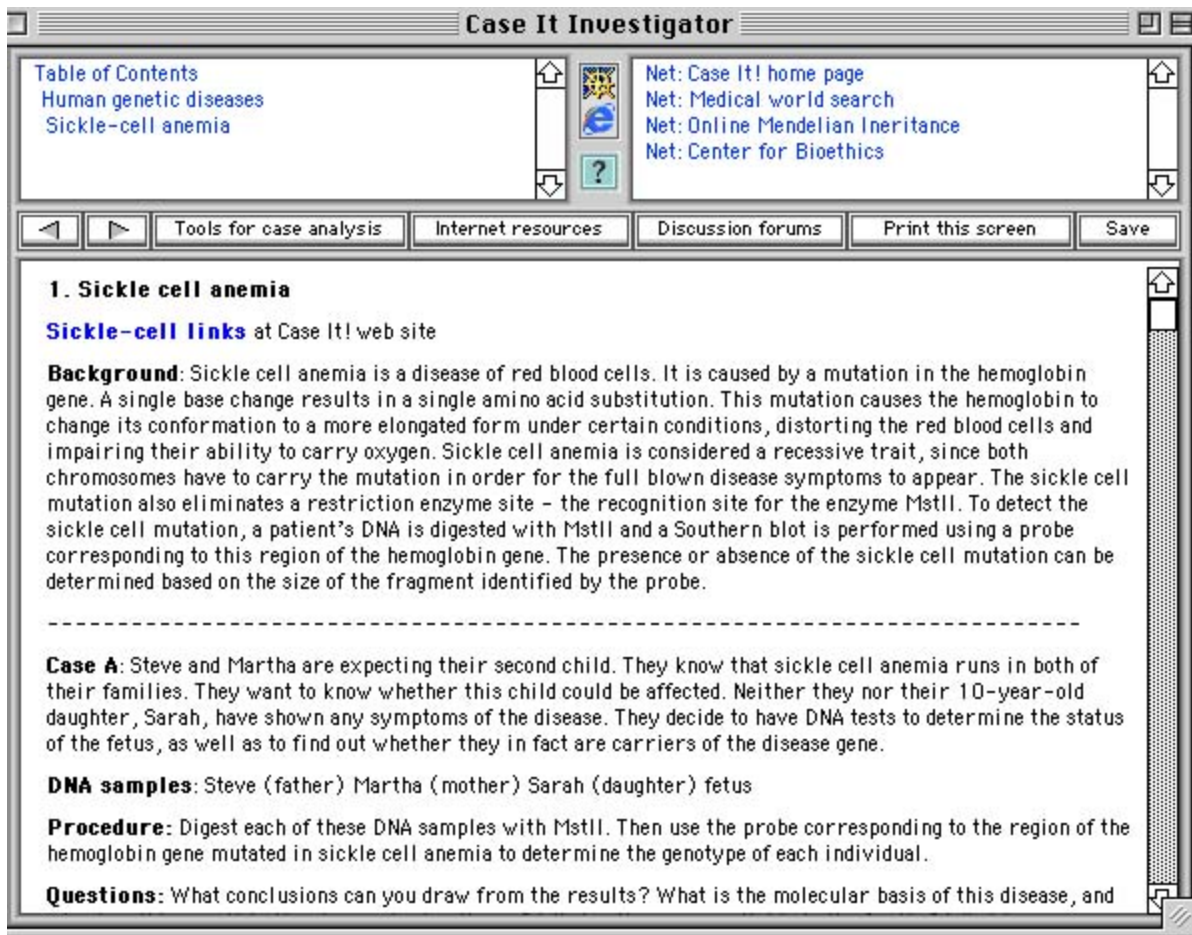 Case It Investigator
Table of Contents
Human genetic diseases
Sickle-cell anemia
Net: Case It! home page
Net: Medical world search
Net: Online Mendelian Ineritance
Net: Center for Bioethics
?
Tools for case analysis
Internet resources
Discussion forums
Print this screen
Save
1. Sickle cell anemia
Sickle-cell links at Case It! web site
Background: Sickle cell anemia is a disease of red blood cells. It is caused by a mutation in the hemoglobin
gene. A single base change results in a single amino acid substitution. This mutation causes the hemoglobin to
change its conformation to a more elongated form under certain conditions, distorting the red blood cells and
impairing their ability to carry oxygen. Sickle cell anemia is considered a recessive trait, since both
chromosomes have to carry the mutation in order for the full blown disease symptoms to appear. The sickle cell
mutation also eliminates a restriction enzyme site - the recognition site for the enzyme MstII. To detect the
sickle cell mutation, a patient's DNA is digested with MstII and a Southern blot is performed using a probe
corresponding to this region of the hemoglobin gene. The presence or absence of the sickle cell mutation can be
determined based on the size of the fragment identified by the probe.
Case A: Steve and Martha are expecting their second child. They know that sickle cell anemia runs in both of
their families. They want to know whether this child could be affected. Neither they nor their 10-year-old
daughter, Sarah, have shown any symptoms of the disease. They decide to have DNA tests to determine the status
of the fetus, as well as to find out whether they in fact are carriers of the disease gene.
DNA samples: Steve (father) Martha (mother) Sarah (daughter) fetus
Procedure: Digest each of these DNA samples with MstII. Then use the probe corresponding to the region of the
hemoglobin gene mutated in sickle cell anemia to determine the genotype of each individual.
Questions: What conclusions can you draw from the results? What is the molecular basis of this disease, and